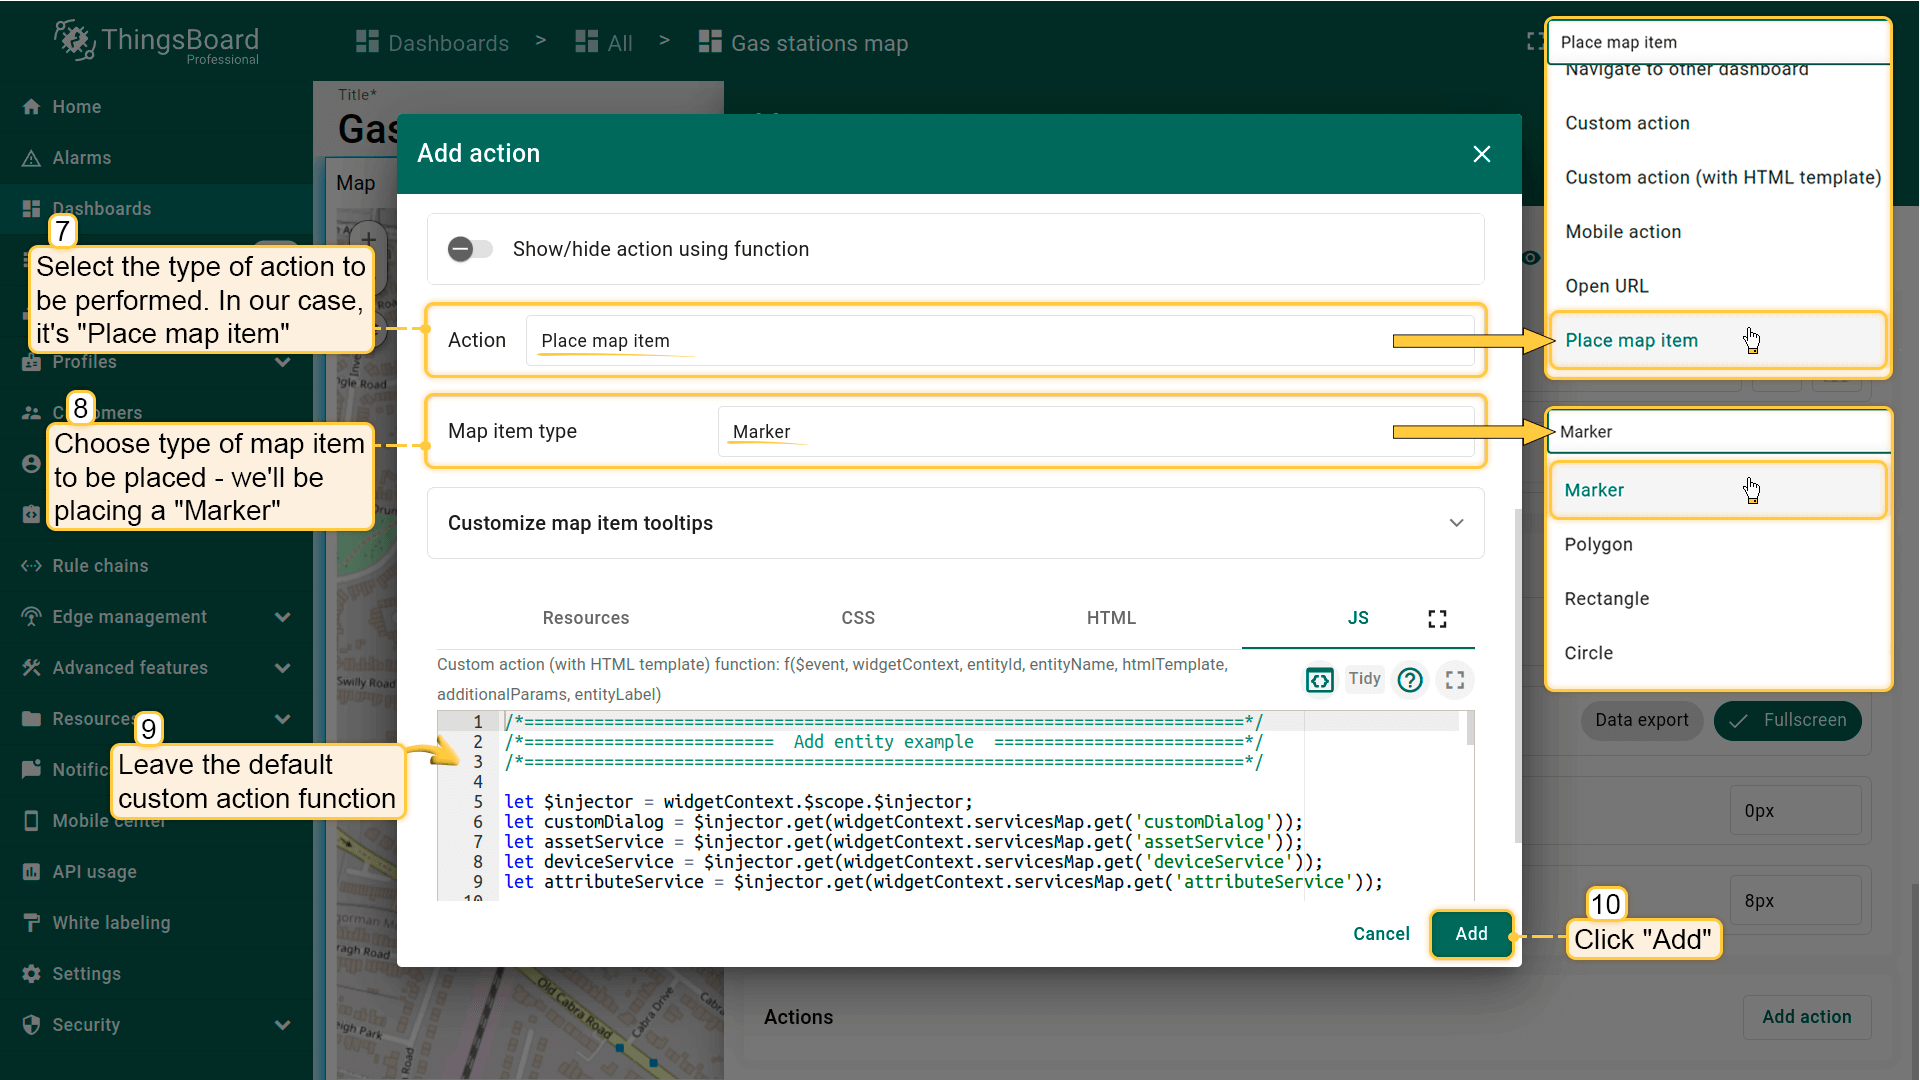 ThingsBoard
Professional
Dashboards > All > Gas stations map
Home
Alarms
Dashboards
Profiles
Rule chains
Edge management
Advanced features
Resources
Mobile center
API usage
White labeling
Settings
Security
Title*
Map
7
Select the type of action to
be performed. In our case,
it's "Place map item"
8
Choose type of map item
to be placed - we'll be
placing a "Marker"
9
Leave the default
custom action function
Add action
Show/hide action using function
Action
Place map item
Map item type
Marker
Customize map item tooltips
Resources
CSS
HTML
JS
Custom action (with HTML template) function: f($event, widgetContext, entityId, entityName, htmlTemplate,
additionalParams, entityLabel)
Tidy
1 /*========================================================================*/
2 /*========================= Add entity example =========================*/
3 /*========================================================================*/
4
5 let $injector = widgetContext.$scope.$injector;
6 let customDialog = $injector.get(widgetContext.servicesMap.get('customDialog'));
7 let assetService = $injector.get(widgetContext.servicesMap.get('assetService'));
8 let deviceService = $injector.get(widgetContext.servicesMap.get('deviceService'));
9 let attributeService = $injector.get(widgetContext.servicesMap.get('attributeService'));
10
Cancel
Add
10
Click "Add"
Place map item
Navigate to other dashboard
Custom action
Custom action (with HTML template)
Mobile action
Open URL
Place map item
Marker
Marker
Polygon
Rectangle
Circle
Data export
Fullscreen
0px
8px
Actions
Add action
Swilly Road
Old Cabra Road
Cabra Drive